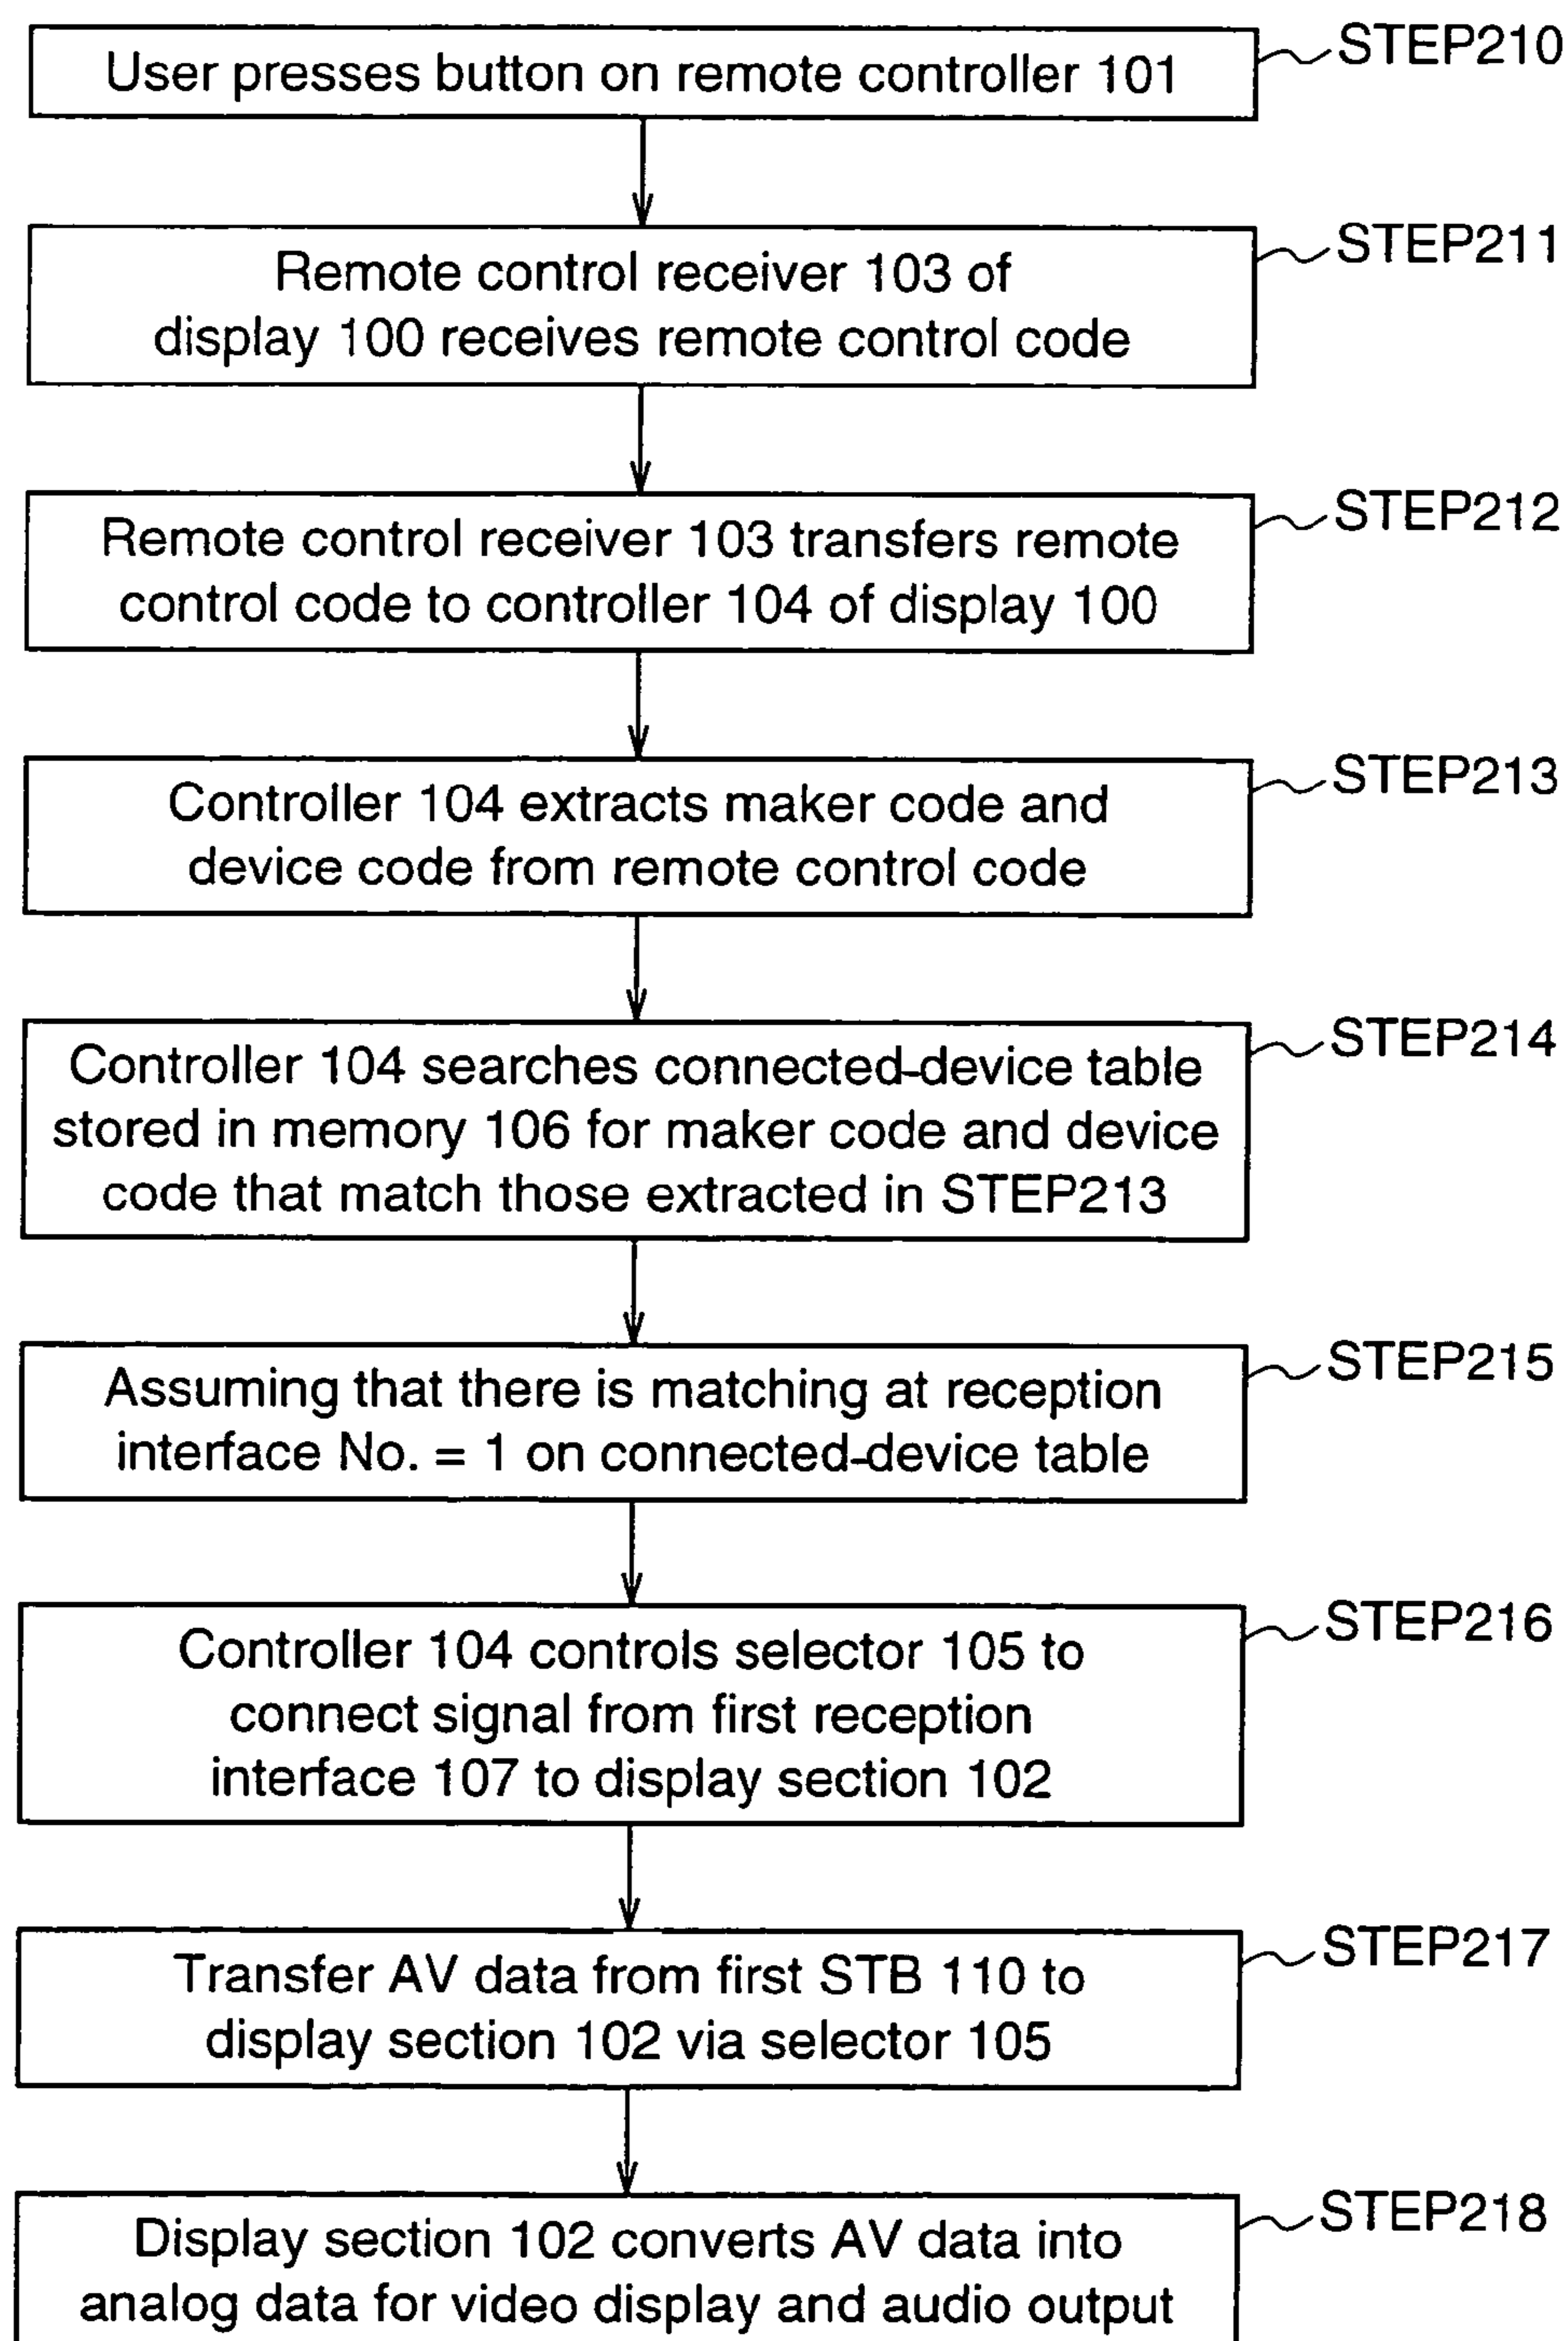 User presses button on remote controller 101
STEP210
Remote control receiver 103 of
display 100 receives remote control code
STEP211
Remote control receiver 103 transfers remote
control code to controller 104 of display 100
STEP212
Controller 104 extracts maker code and
device code from remote control code
STEP213
Controller 104 searches connected-device table
stored in memory 106 for maker code and device
code that match those extracted in STEP213
STEP214
Assuming that there is matching at reception
interface No. = 1 on connected-device table
STEP215
Controller 104 controls selector 105 to
connect signal from first reception
interface 107 to display section 102
STEP216
Transfer AV data from first STB 110 to
display section 102 via selector 105
STEP217
Display section 102 converts AV data into
analog data for video display and audio output
STEP218